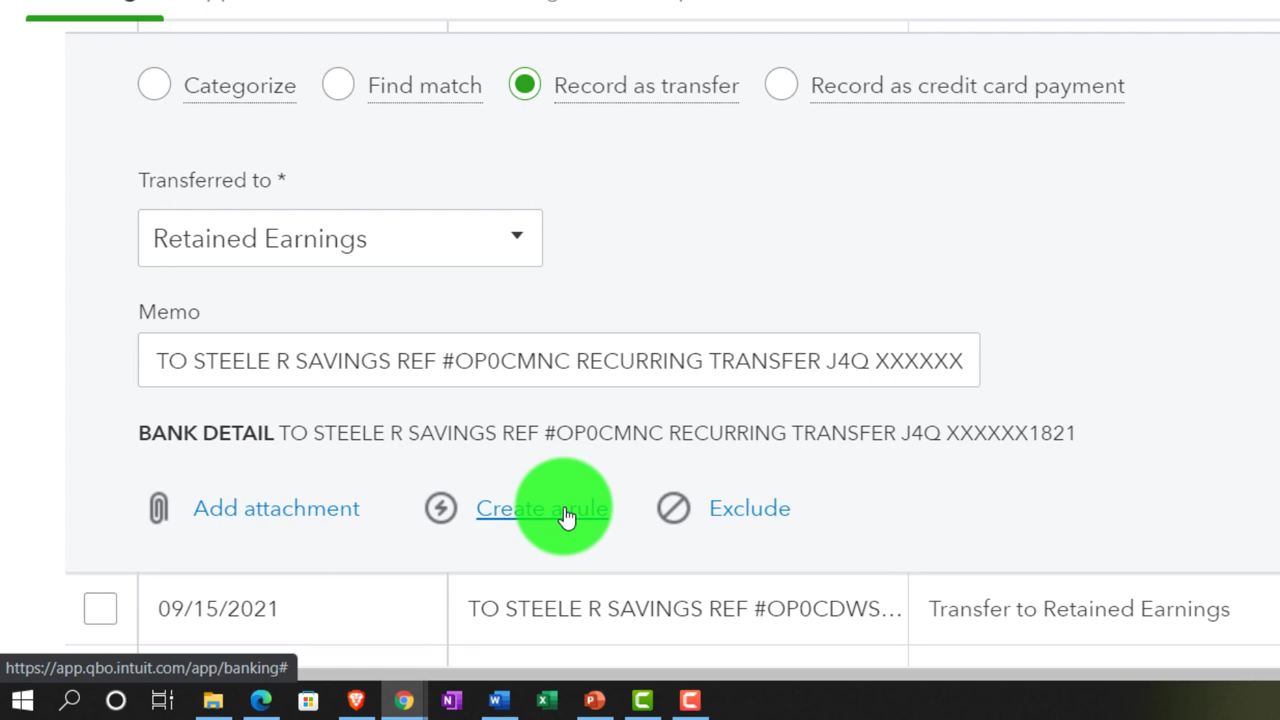 Categorize Find match Record as transfer Record as credit card payment
Transferred to *
Retained Earnings
Memo
TO STEELE R SAVINGS REF #OP0CMNC RECURRING TRANSFER J4Q XXXXXX
BANK DETAIL TO STEELE R SAVINGS REF #OP0CMNC RECURRING TRANSFER J4Q XXXXXX1821
Add attachment Create a rule Exclude
09/15/2021 TO STEELE R SAVINGS REF #OP0CDWS... Transfer to Retained Earnings
https://app.qbo.intuit.com/app/banking#